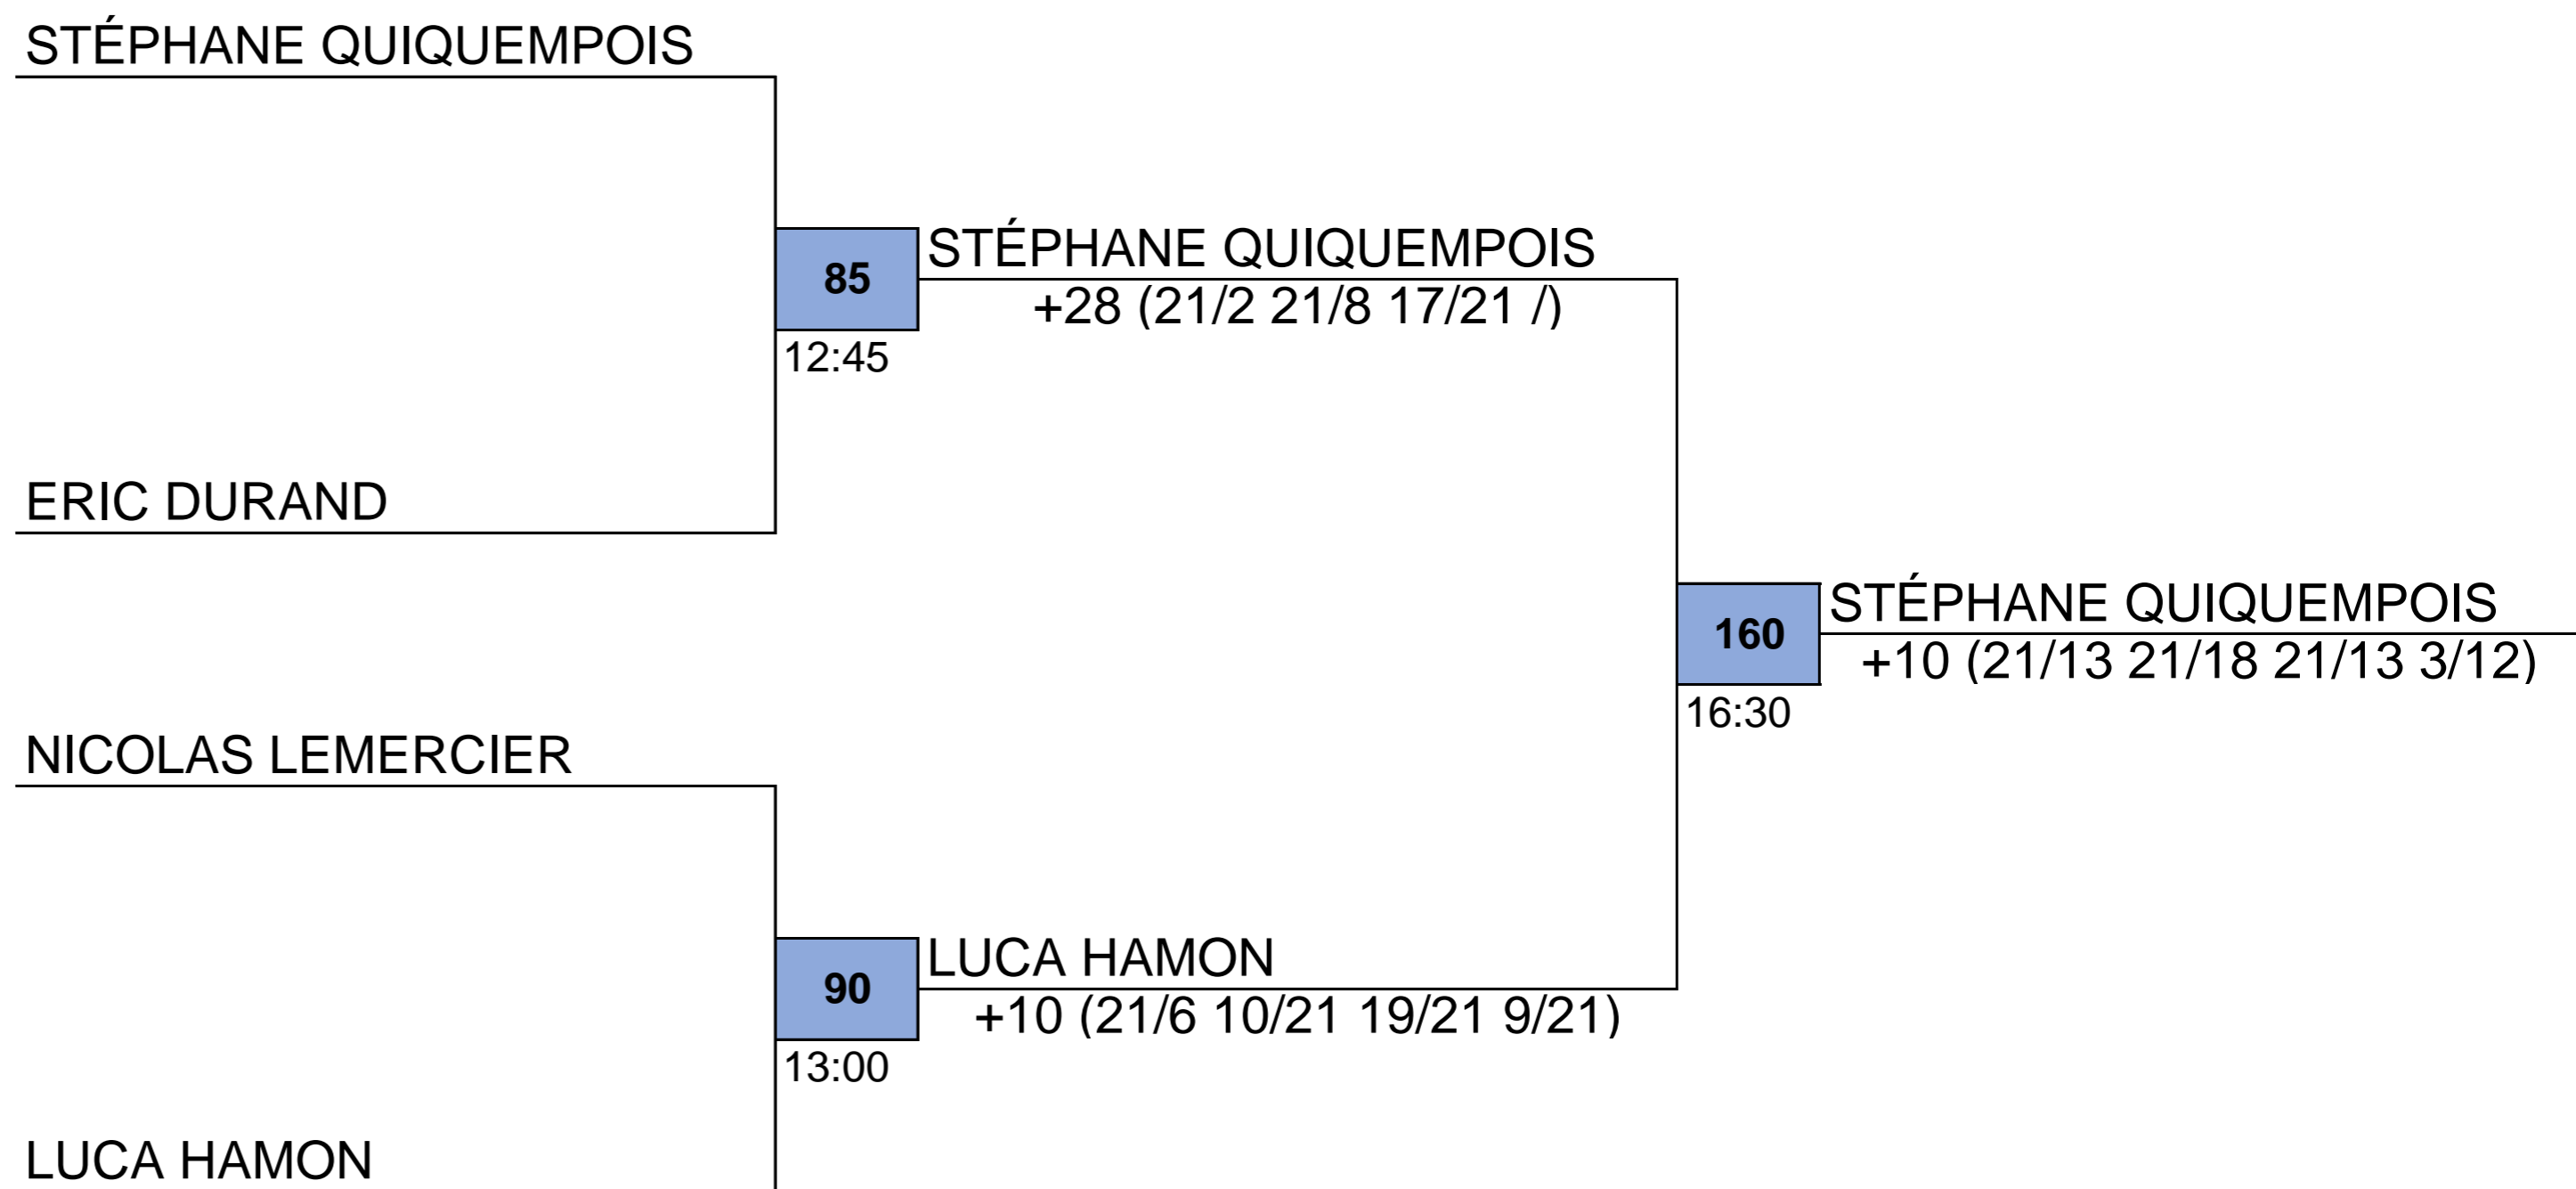 STÉPHANE QUIQUEMPOIS
85
STÉPHANE QUIQUEMPOIS
+28 (21/2 21/8 17/21 /)
12:45
ERIC DURAND
160
STÉPHANE QUIQUEMPOIS
+10 (21/13 21/18 21/13 3/12)
16:30
NICOLAS LEMERCIER
90
LUCA HAMON
+10 (21/6 10/21 19/21 9/21)
13:00
LUCA HAMON